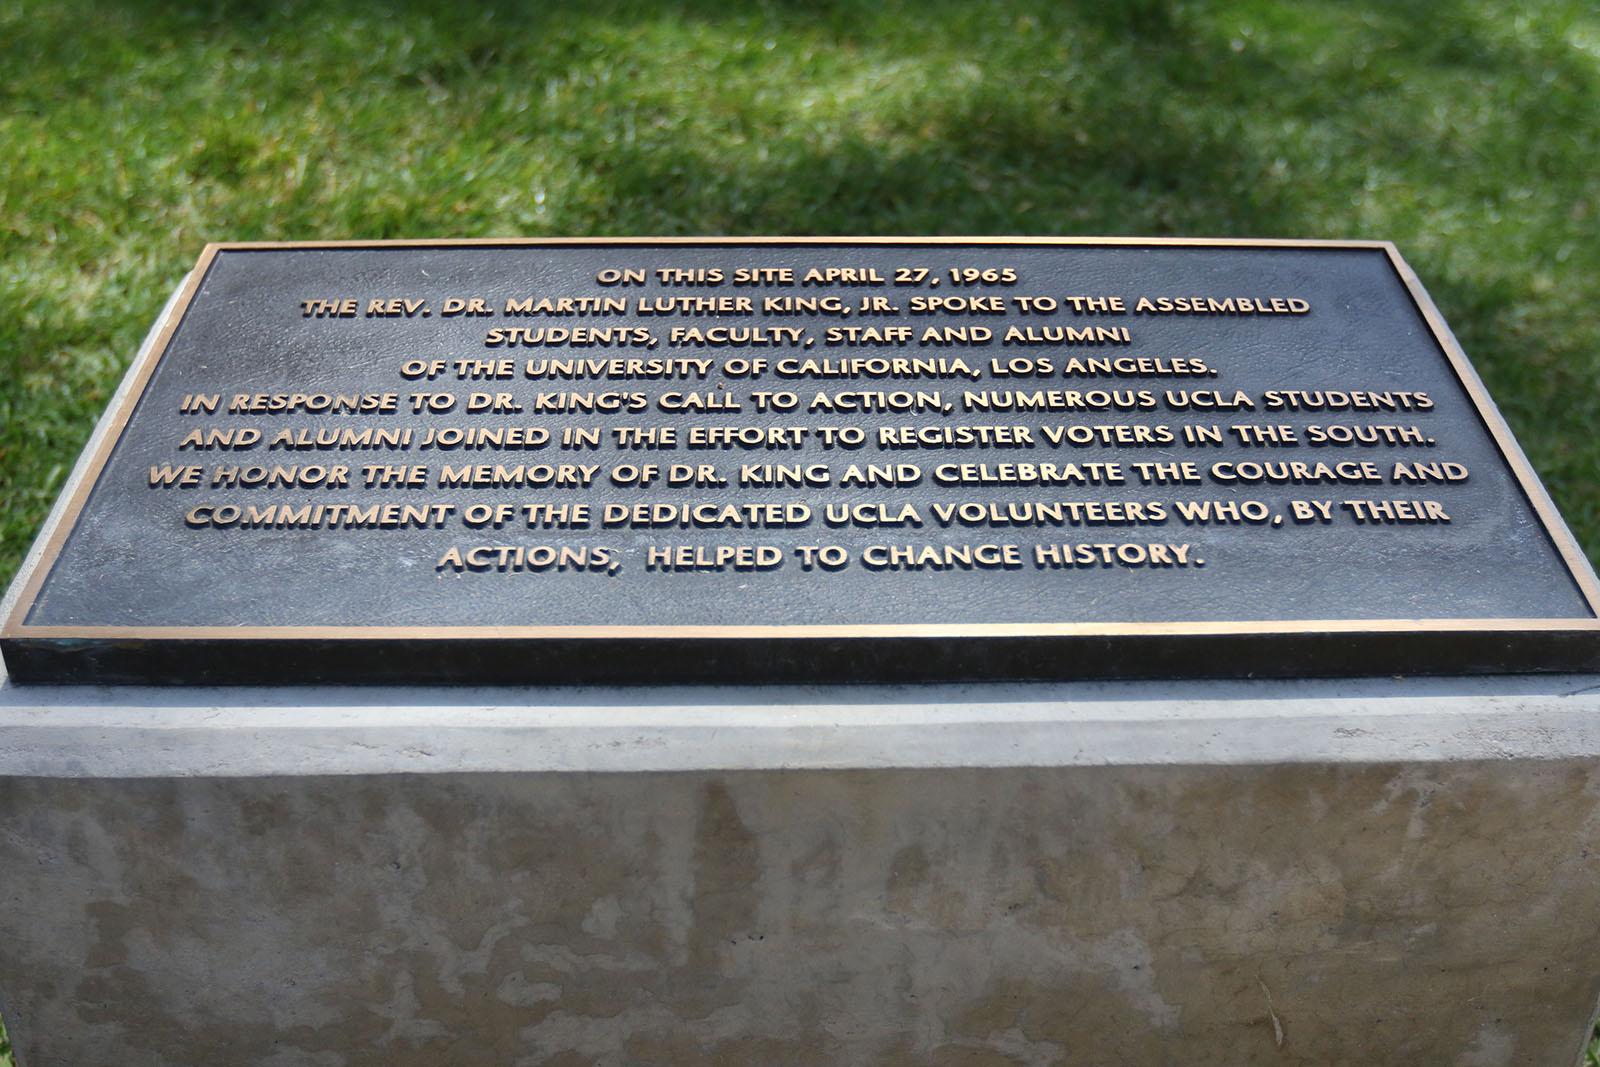 ON THIS SITE APRIL 27, 1965
THE REV. DR. MARTIN LUTHER KING, JR. SPOKE TO THE ASSEMBLED
STUDENTS, FACULTY, STAFF AND ALUMNI
OF THE UNIVERSITY OF CALIFORNIA, LOS ANGELES.
IN RESPONSE TO DR. KING'S CALL TO ACTION, NUMEROUS UCLA STUDENTS
AND ALUMNI JOINED IN THE EFFORT TO REGISTER VOTERS IN THE SOUTH.
WE HONOR THE MEMORY OF DR. KING AND CELEBRATE THE COURAGE AND
COMMITMENT OF THE DEDICATED UCLA VOLUNTEERS WHO, BY THEIR
ACTIONS, HELPED TO CHANGE HISTORY.